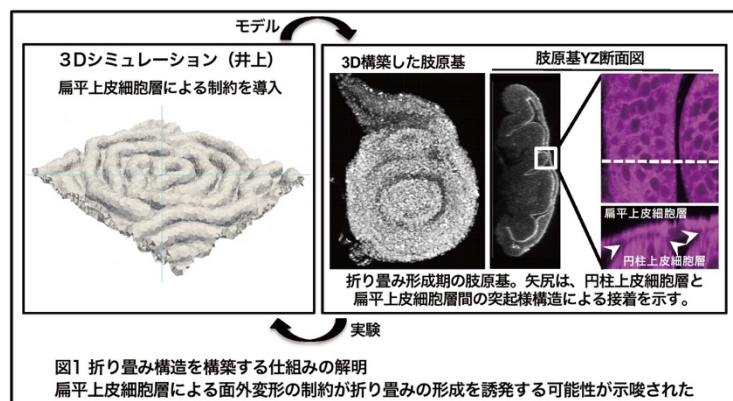 モデル
3Dシミュレーション（井上）
扁平上皮細胞層による制約を導入
3D構築した肢原基
肢原基YZ断面図
扁平上皮細胞層
円柱上皮細胞層
折り畳み形成期の肢原基。矢尻は、円柱上皮細胞層と
扁平上皮細胞層間の突起様構造による接着を示す。
実験
図1 折り畳み構造を構築する仕組みの解明
扁平上皮細胞層による面外変形の制約が折り畳みの形成を誘発する可能性が示唆された